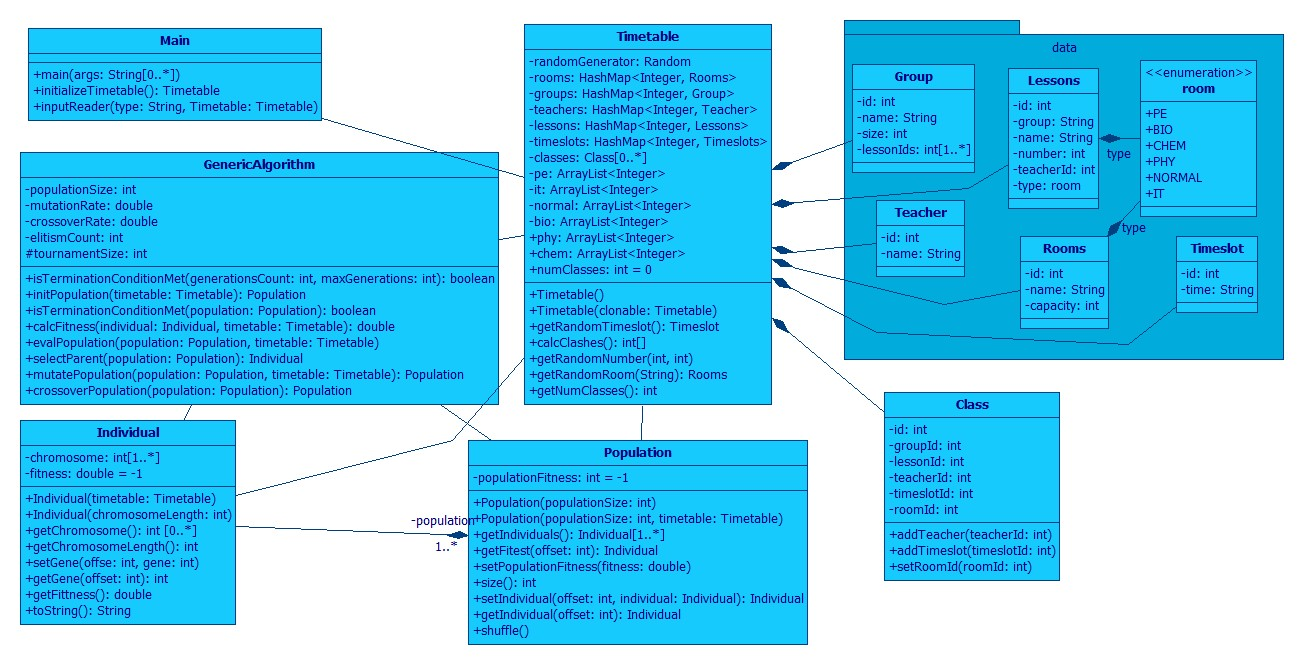 Main
+main(args: String[0..*])
+initializeTimetable(): Timetable
+inputReader(type: String, Timetable: Timetable)
GenericAlgorithm
-populationSize: int
-mutationRate: double
-crossoverRate: double
-elitismCount: int
#tournamentSize: int
+isTerminationConditionMet(generationsCount: int, maxGenerations: int): boolean
+initPopulation(timetable: Timetable): Population
+isTerminationConditionMet(population: Population): boolean
+calcFitness(individual: Individual, timetable: Timetable): double
+evalPopulation(population: Population, timetable: Timetable)
+selectParent(population: Population): Individual
+mutatePopulation(population: Population, timetable: Timetable): Population
+crossoverPopulation(population: Population): Population
Individual
-chromosome: int[1..*]
-fitness: double = -1
+Individual(timetable: Timetable)
+Individual(chromosomeLength: int)
+getChromosome(): int [0..*]
+getChromosomeLength(): int
+setGene(offse: int, gene: int)
+getGene(offset: int): int
+getFittness(): double
+toString(): String
Timetable
-randomGenerator: Random
-rooms: HashMap<Integer, Rooms>
-groups: HashMap<Integer, Group>
-teachers: HashMap<Integer, Teacher>
-lessons: HashMap<Integer, Lessons>
-timeslots: HashMap<Integer, Timeslots>
-classes: Class[0..*]
-pe: ArrayList<Integer>
-it: ArrayList<Integer>
-normal: ArrayList<Integer>
-bio: ArrayList<Integer>
+phy: ArrayList<Integer>
+chem: ArrayList<Integer>
+numClasses: int = 0
+Timetable()
+Timetable(clonable: Timetable)
+getRandomTimeslot(): Timeslot
+calcClashes(): int[]
+getRandomNumber(int, int)
+getRandomRoom(String): Rooms
+getNumClasses(): int
-population
1..*
Population
-populationFitness: int = -1
+Population(populationSize: int)
+Population(populationSize: int, timetable: Timetable)
+getIndividuals(): Individual[1..*]
+getFitest(offset: int): Individual
+setPopulationFitness(fitness: double)
+size(): int
+setIndividual(offset: int, individual: Individual): Individual
+getIndividual(offset: int): Individual
+shuffle()
data
Group
-id: int
-name: String
-size: int
-lessonIds: int[1..*]
Lessons
-id: int
-group: String
-name: String
-number: int
-teacherId: int
-type: room
type
<<enumeration>>
room
+PE
+BIO
+CHEM
+PHY
+NORMAL
+IT
type
Teacher
-id: int
-name: String
Rooms
-id: int
-name: String
-capacity: int
Timeslot
-id: int
-time: String
Class
-id: int
-groupId: int
-lessonId: int
-teacherId: int
-timeslotId: int
-roomId: int
+addTeacher(teacherId: int)
+addTimeslot(timeslotId: int)
+setRoomId(roomId: int)